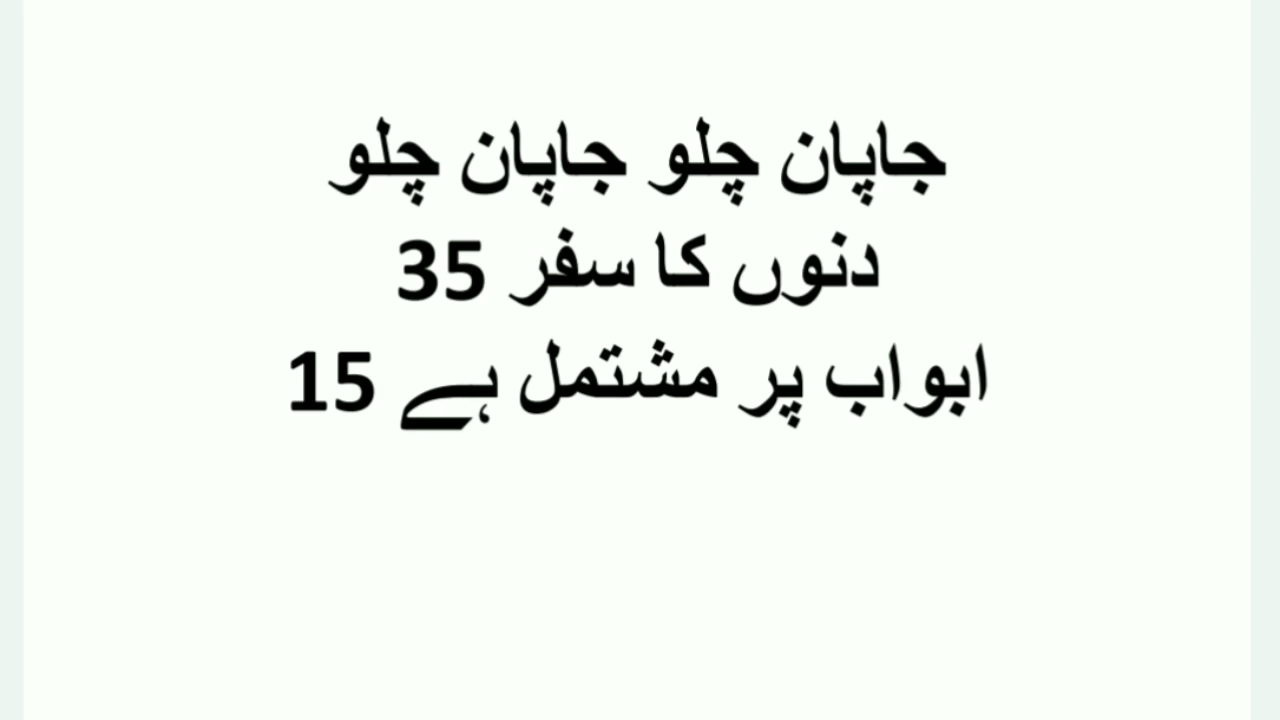 جاپان چلو جاپان چلو
دنوں کا سفر 35
ابواب پر مشتمل ہے 15